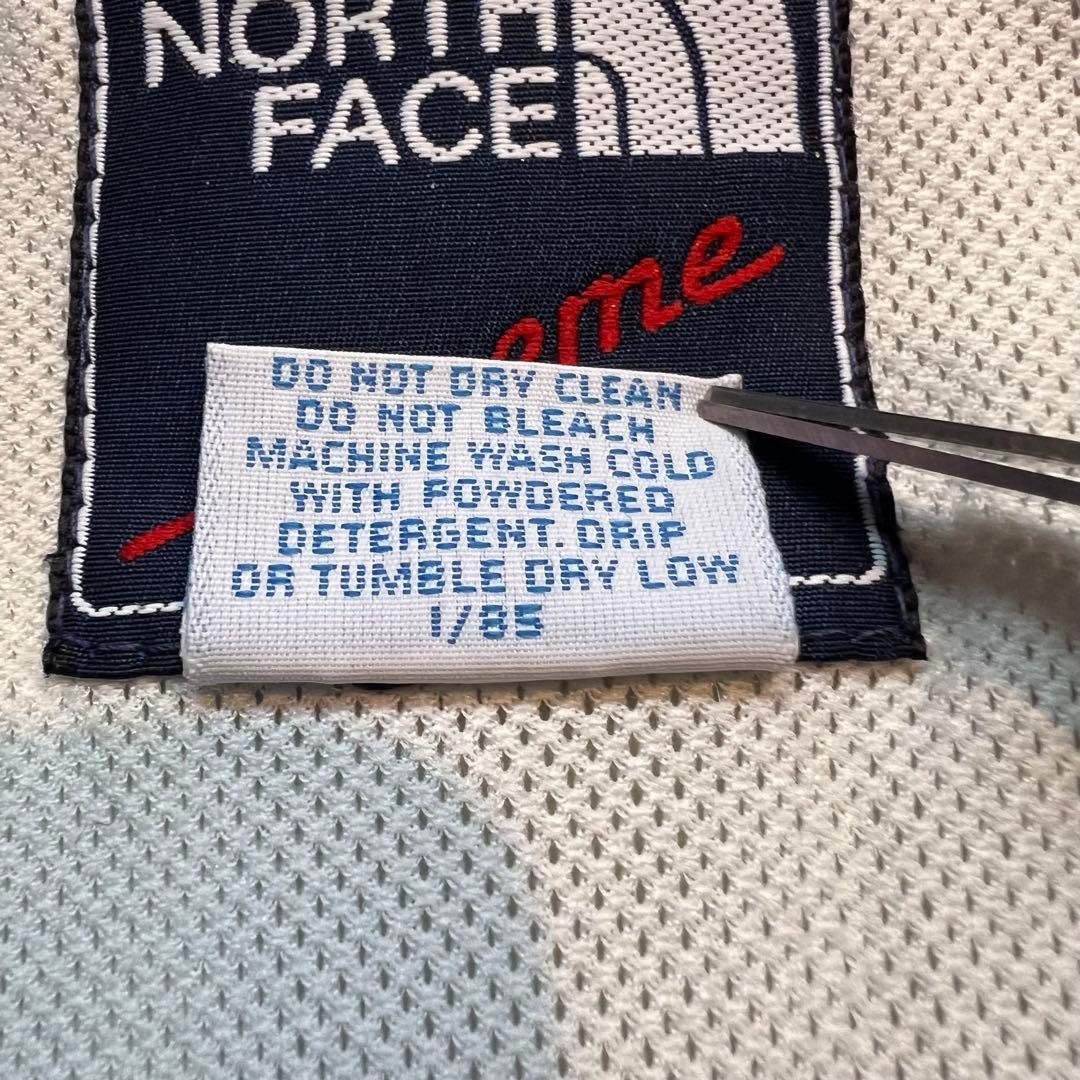 NORTH
FACE
eme
DO NOT DRY CLEAN
DO NOT BLEACH
MACHINE WASH COLD
WITH POWDERED
DETERGENT. DRIP
OR TUMBLE DRY LOW
1/85